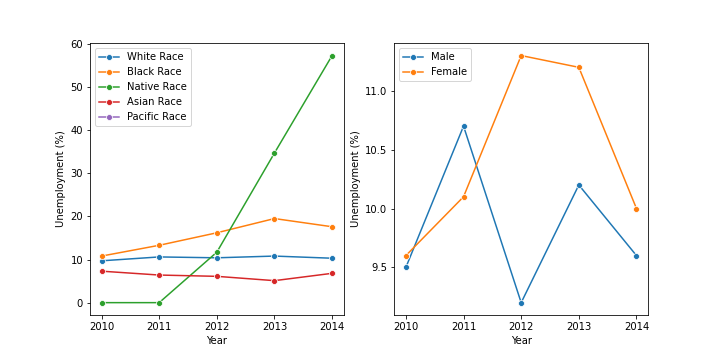 White Race
Black Race
Native Race
Asian Race
Pacific Race
60
50
40
30
20
10
0
Unemployment (%)
2010 2011 2012 2013 2014
Year
Male
Female
11.0
10.5
10.0
9.5
Unemployment (%)
2010 2011 2012 2013 2014
Year